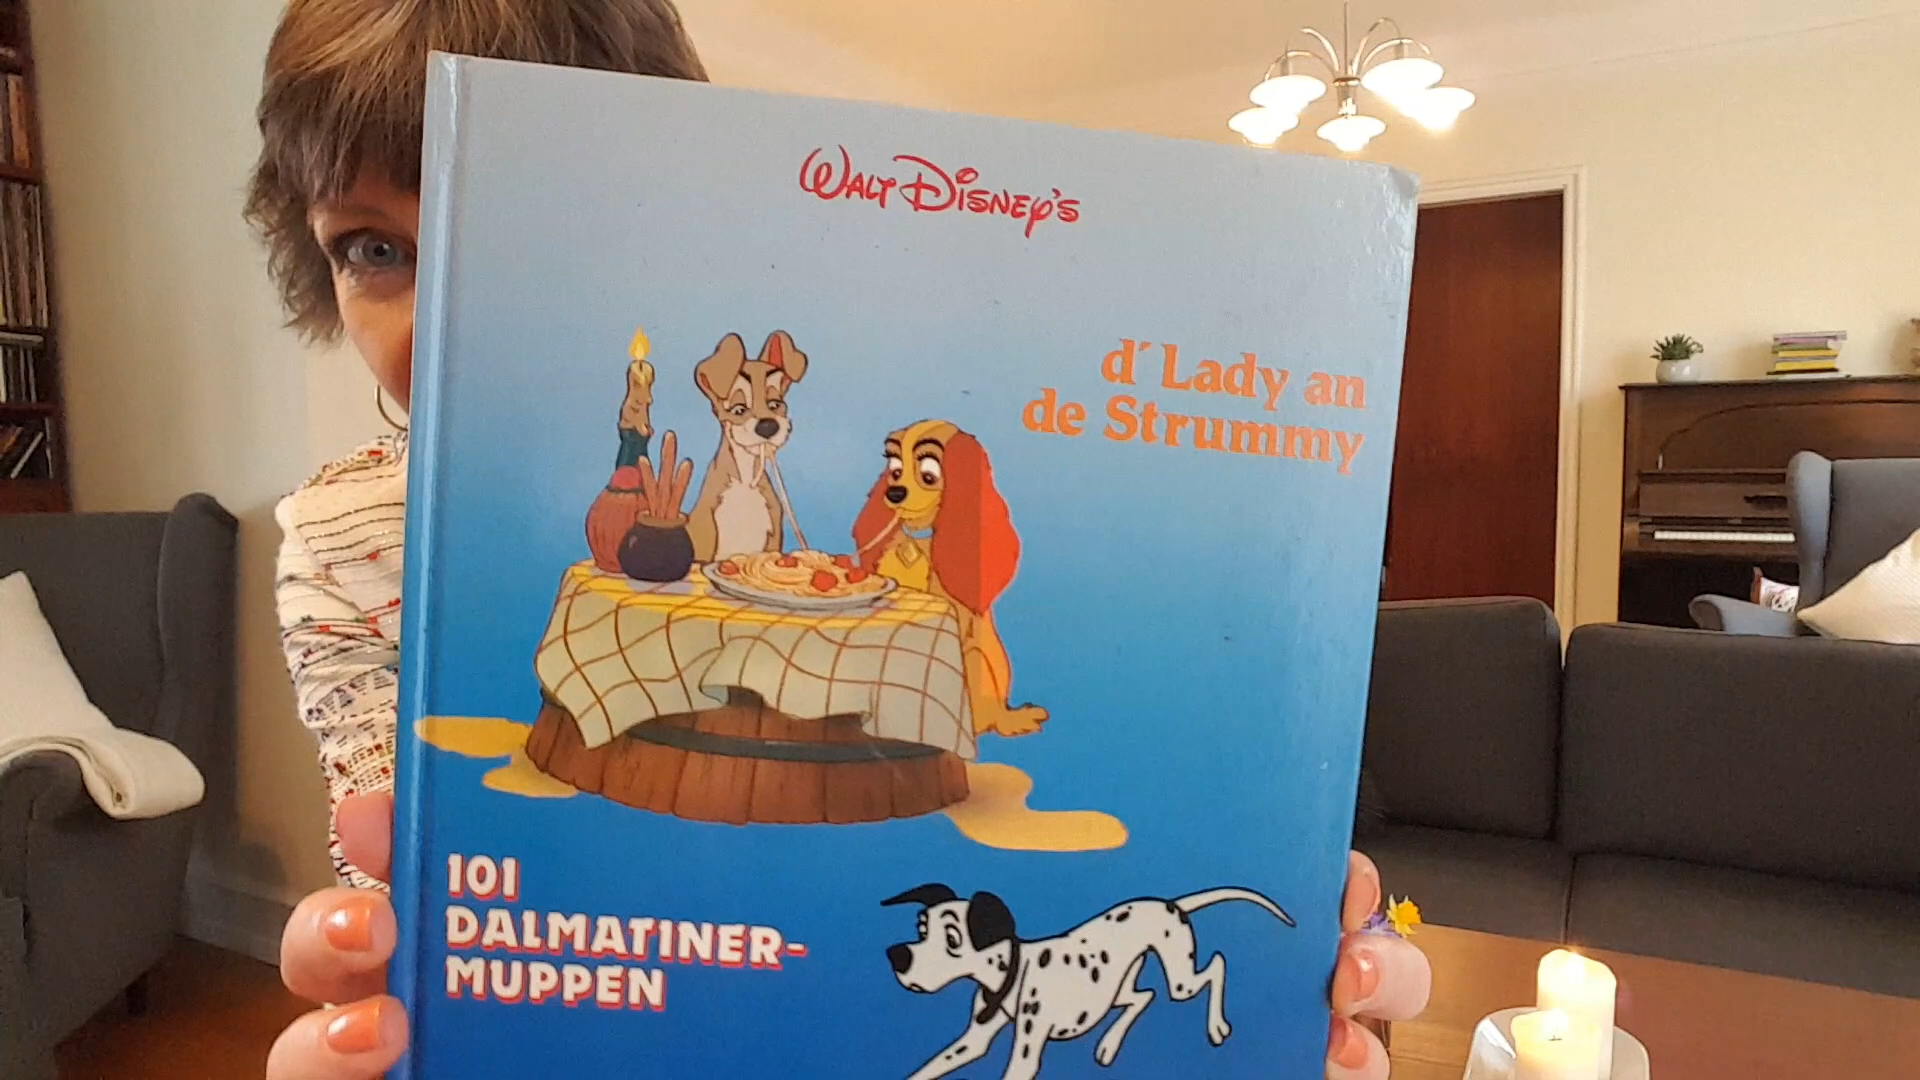 WALT DISNEY'S
d´Lady an
de Strummy
101
DALMATINER-
MUPPEN